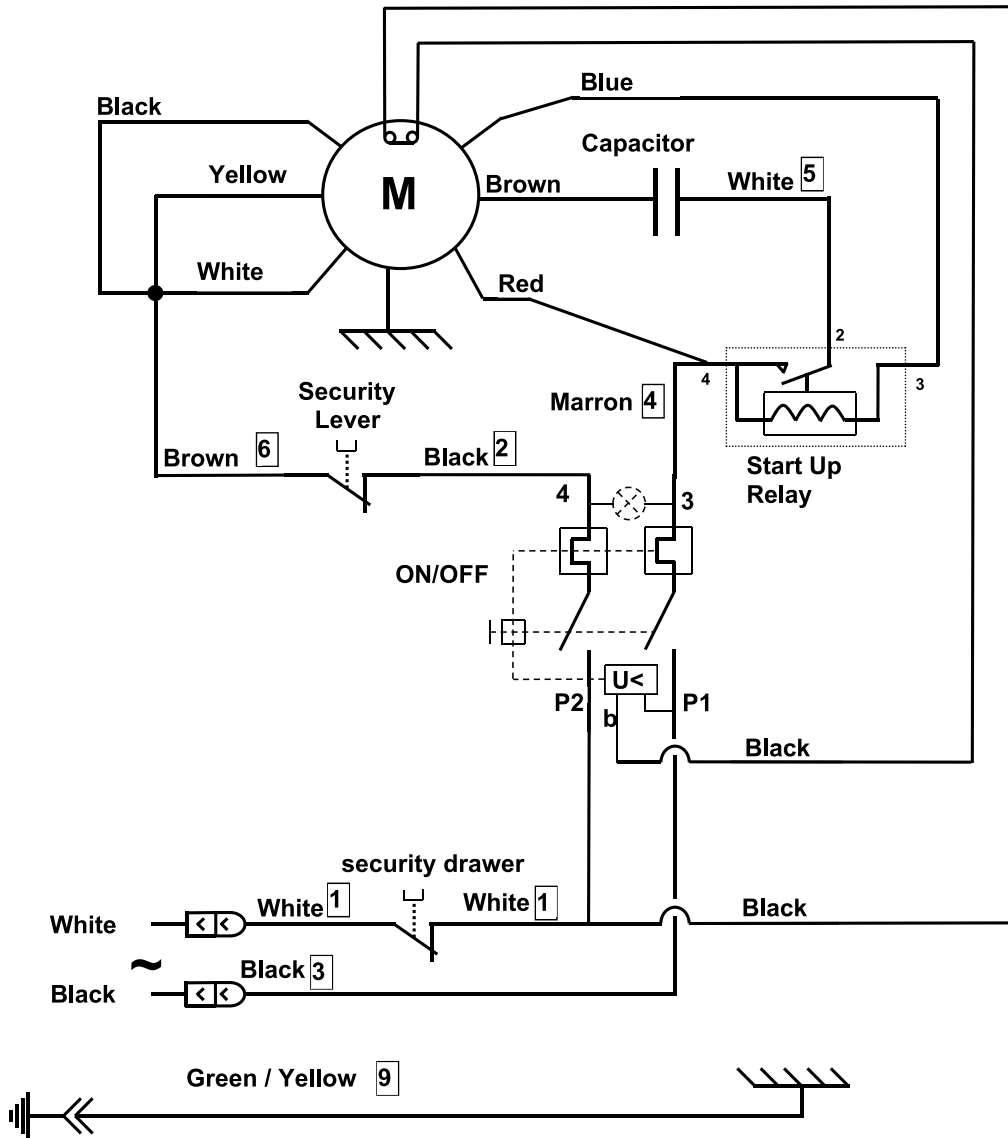 Blue
Black
Capacitor
Yellow
M
Brown
White 5
White
Red
2
4
3
Security
Lever
Marron 4
Brown 6
Black 2
Start Up
Relay
4
3
ON/OFF
U<
P2
b
P1
Black
security drawer
White
White 1
White 1
Black
~
Black
Black 3
Green / Yellow 9